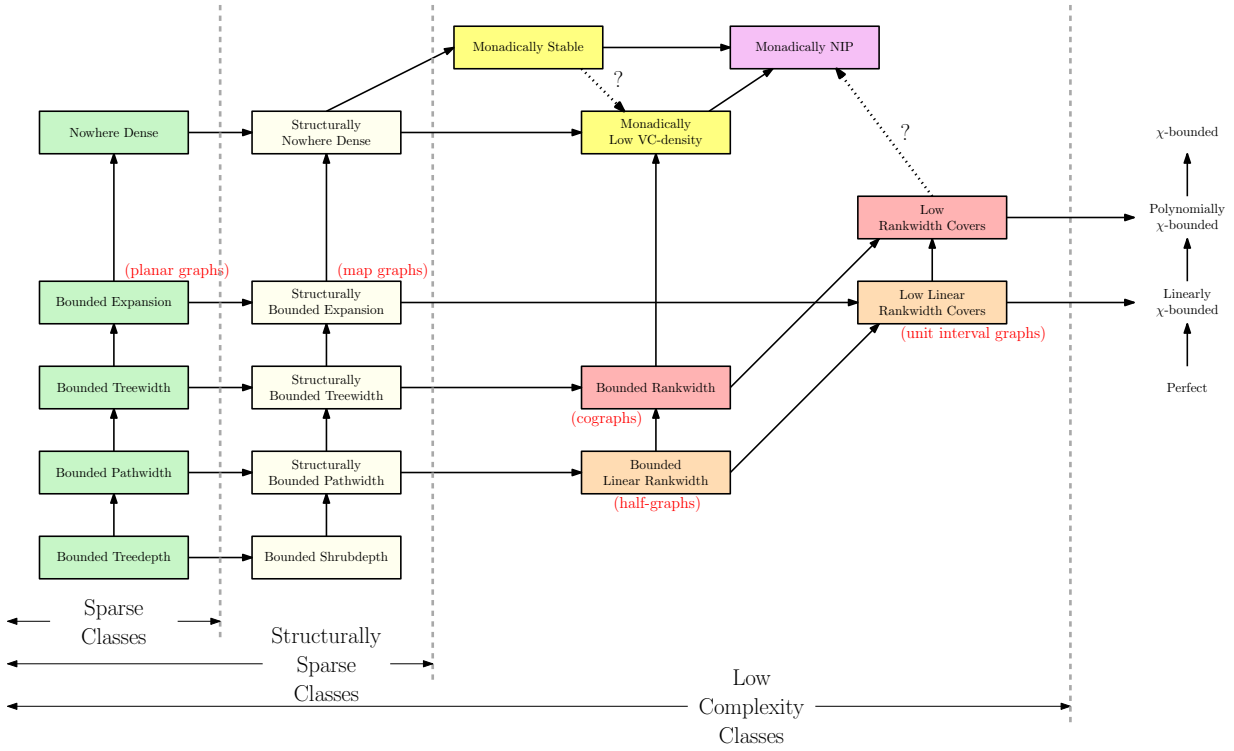 Monadically Stable
Monadically NIP
?
Nowhere Dense
Structurally
Nowhere Dense
Monadically
Low VC-density
?
χ-bounded
Low
Rankwidth Covers
Polynomially
χ-bounded
(planar graphs)
(map graphs)
Bounded Expansion
Structurally
Bounded Expansion
Low Linear
Rankwidth Covers
Linearly
χ-bounded
(unit interval graphs)
Bounded Treewidth
Structurally
Bounded Treewidth
Bounded Rankwidth
Perfect
(cographs)
Bounded Pathwidth
Structurally
Bounded Pathwidth
Bounded
Linear Rankwidth
(half-graphs)
Bounded Treedepth
Bounded Shrubdepth
Sparse
Classes
Structurally
Sparse
Classes
Low
Complexity
Classes